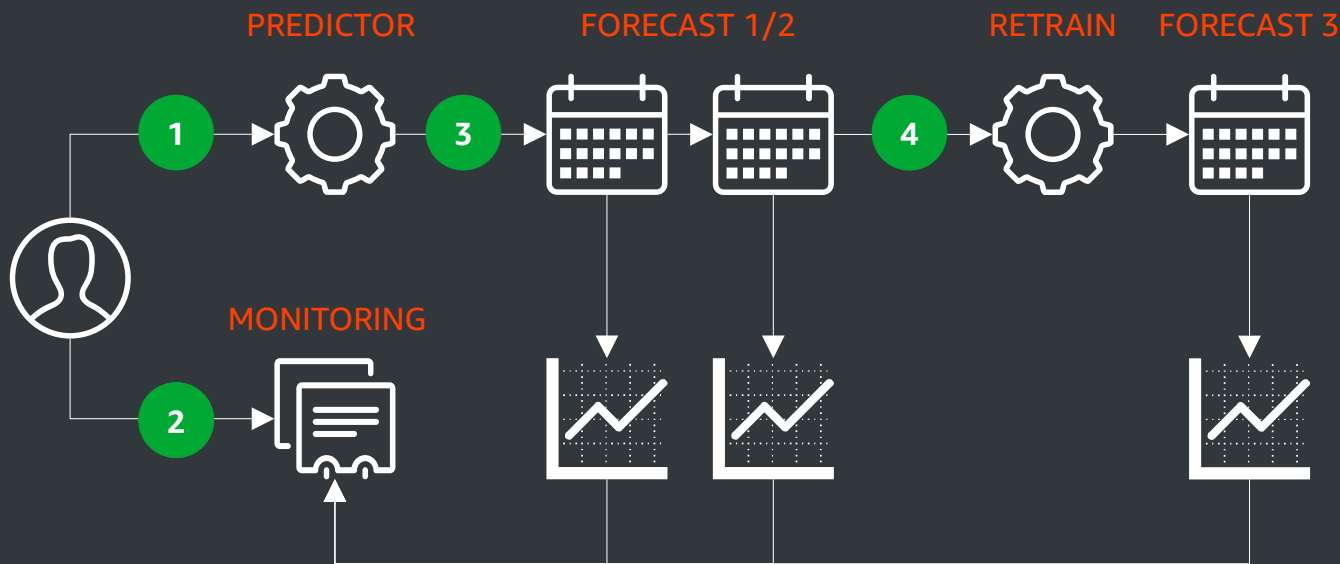 PREDICTOR FORECAST 1/2 RETRAIN FORECAST 3
1 3 4
MONITORING
2